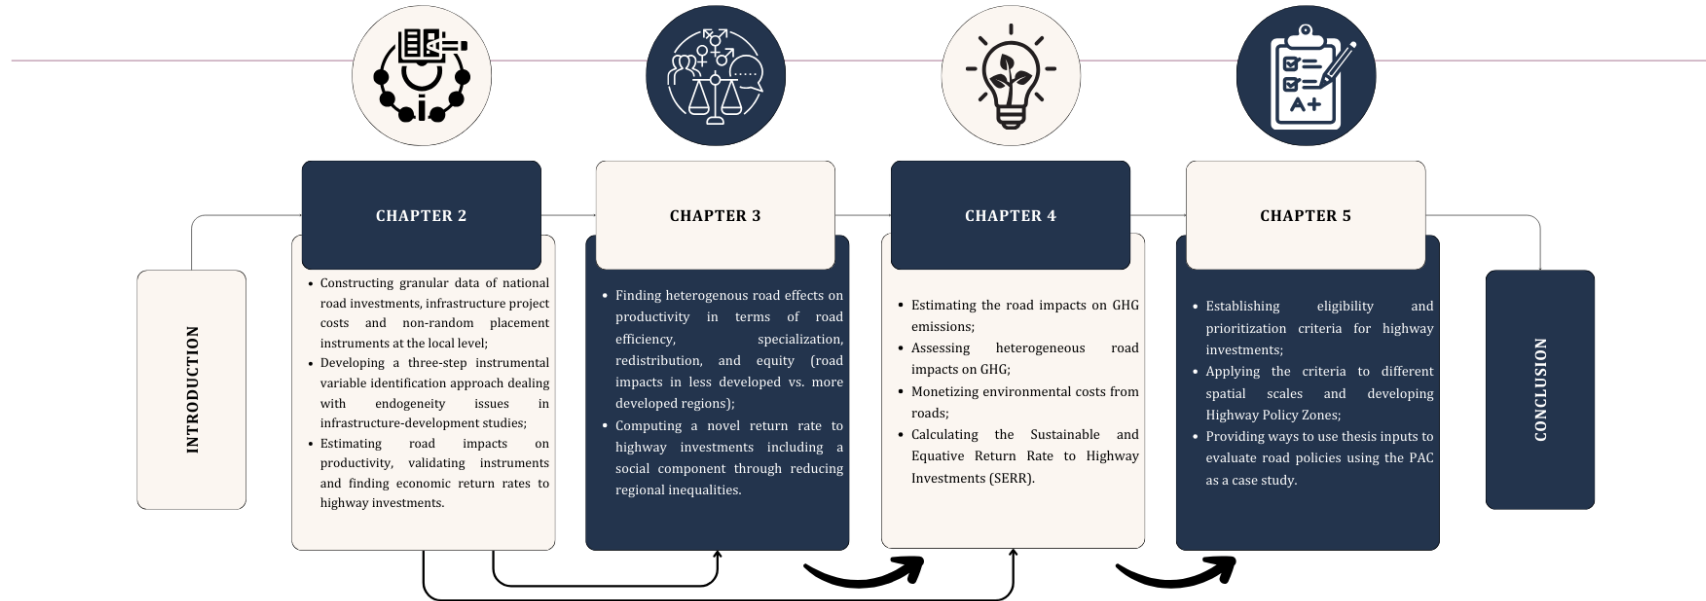 A+
INTRODUCTION
CHAPTER 2
• Constructing granular data of national
road investments, infrastructure project
costs and non-random placement
instruments at the local level;
• Developing a three-step instrumental
variable identification approach dealing
with endogeneity issues in
infrastructure-development studies;
• Estimating road impacts on
productivity, validating instruments
and finding economic return rates to
highway investments.
CHAPTER 3
• Finding heterogenous road effects on
productivity in terms of road
efficiency, specialization,
redistribution, and equity (road
impacts in less developed vs. more
developed regions);
• Computing a novel return rate to
highway investments including a
social component through reducing
regional inequalities.
CHAPTER 4
• Estimating the road impacts on GHG
emissions;
• Assessing heterogeneous road
impacts on GHG;
• Monetizing environmental costs from
roads;
• Calculating the Sustainable and
Equative Return Rate to Highway
Investments (SERR).
CHAPTER 5
• Establishing eligibility and
prioritization criteria for highway
investments;
• Applying the criteria to different
spatial scales and developing
Highway Policy Zones;
• Providing ways to use thesis inputs to
evaluate road policies using the PAC
as a case study.
CONCLUSION